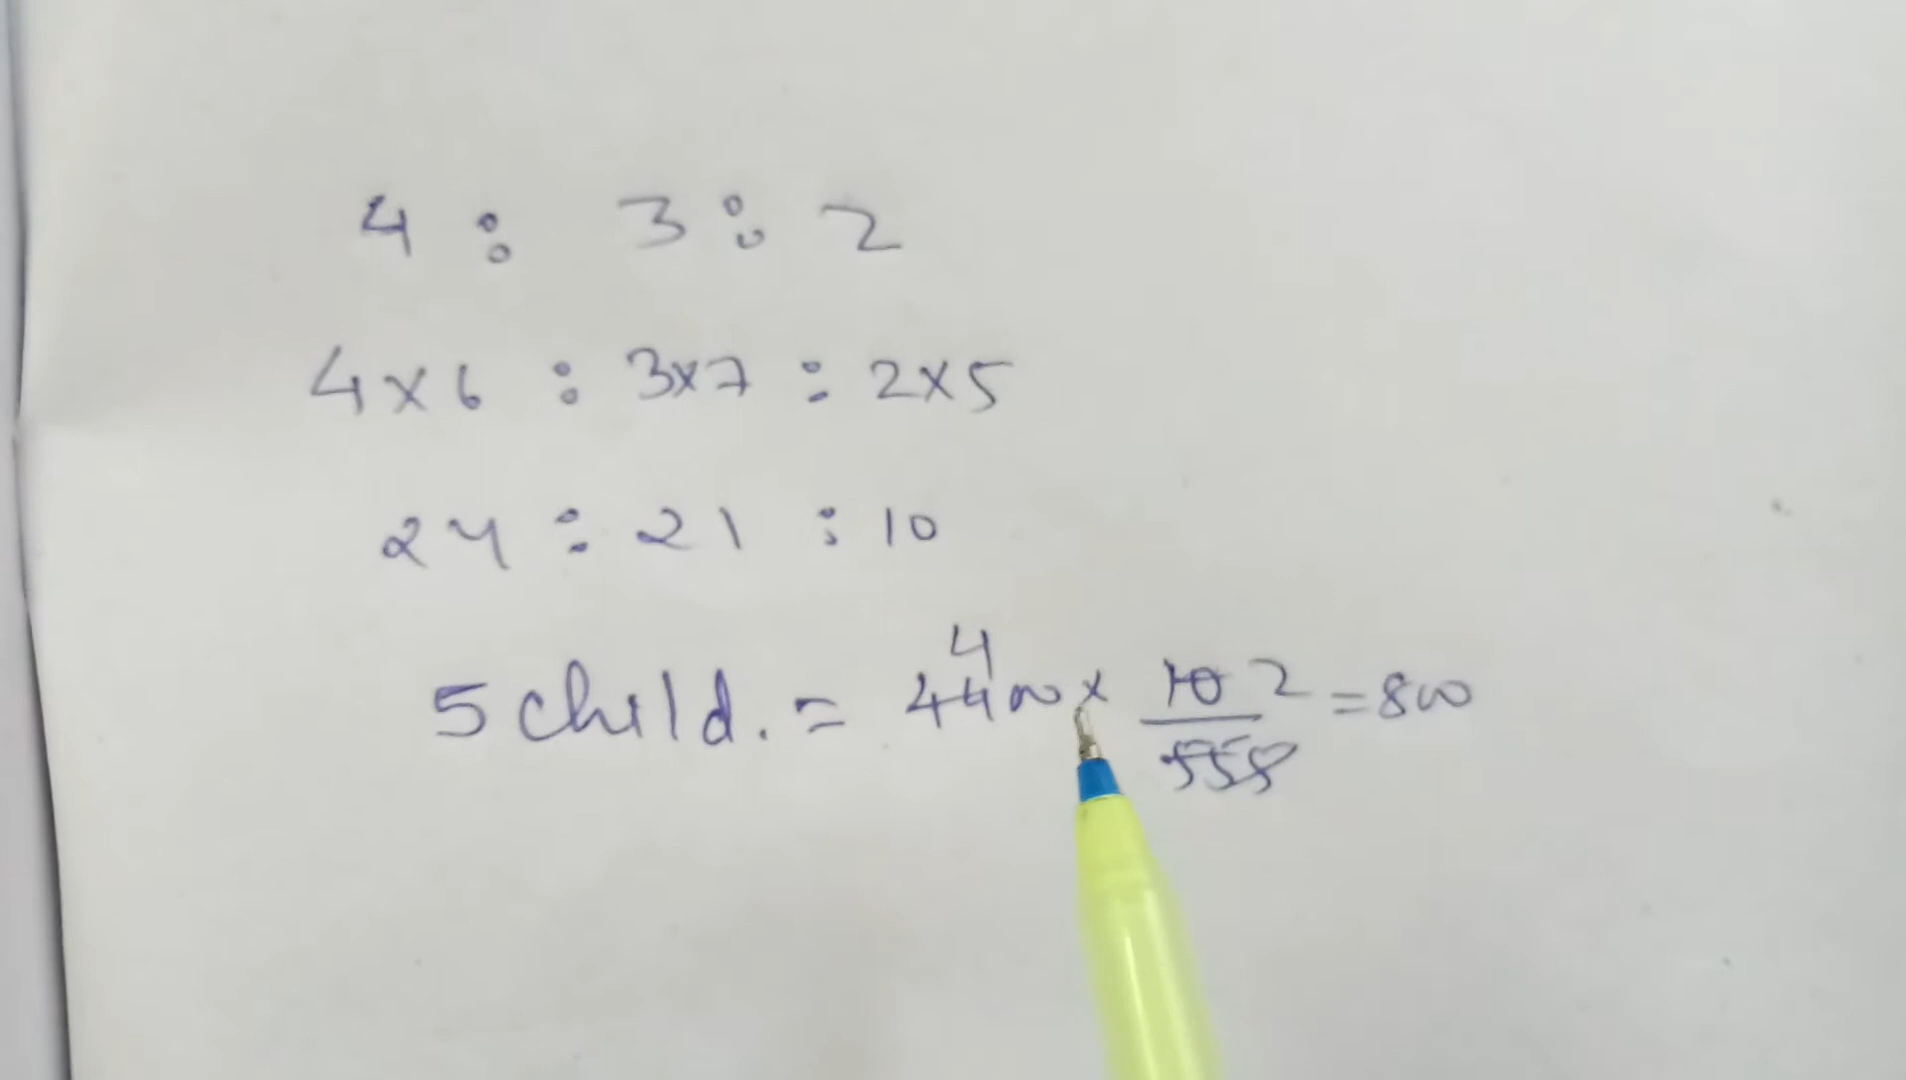 4 : 3 : 2
4×6 : 3×7 : 2×5
24 : 21 : 10
5 child. = 4400 × 10/55 = 800
4 2 5